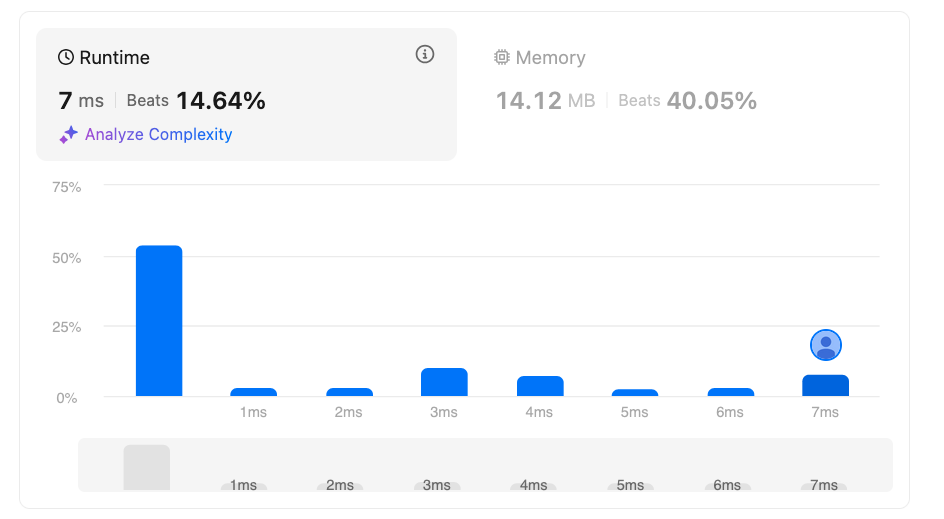 Runtime
7 ms | Beats 14.64%
Analyze Complexity
Memory
14.12 MB | Beats 40.05%
75%
50%
25%
0%
1ms 2ms 3ms 4ms 5ms 6ms 7ms
1ms 2ms 3ms 4ms 5ms 6ms 7ms